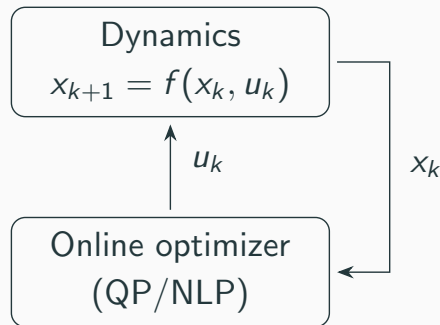 Dynamics
x_{k+1} = f(x_k, u_k)
u_k
x_k
Online optimizer
(QP/NLP)